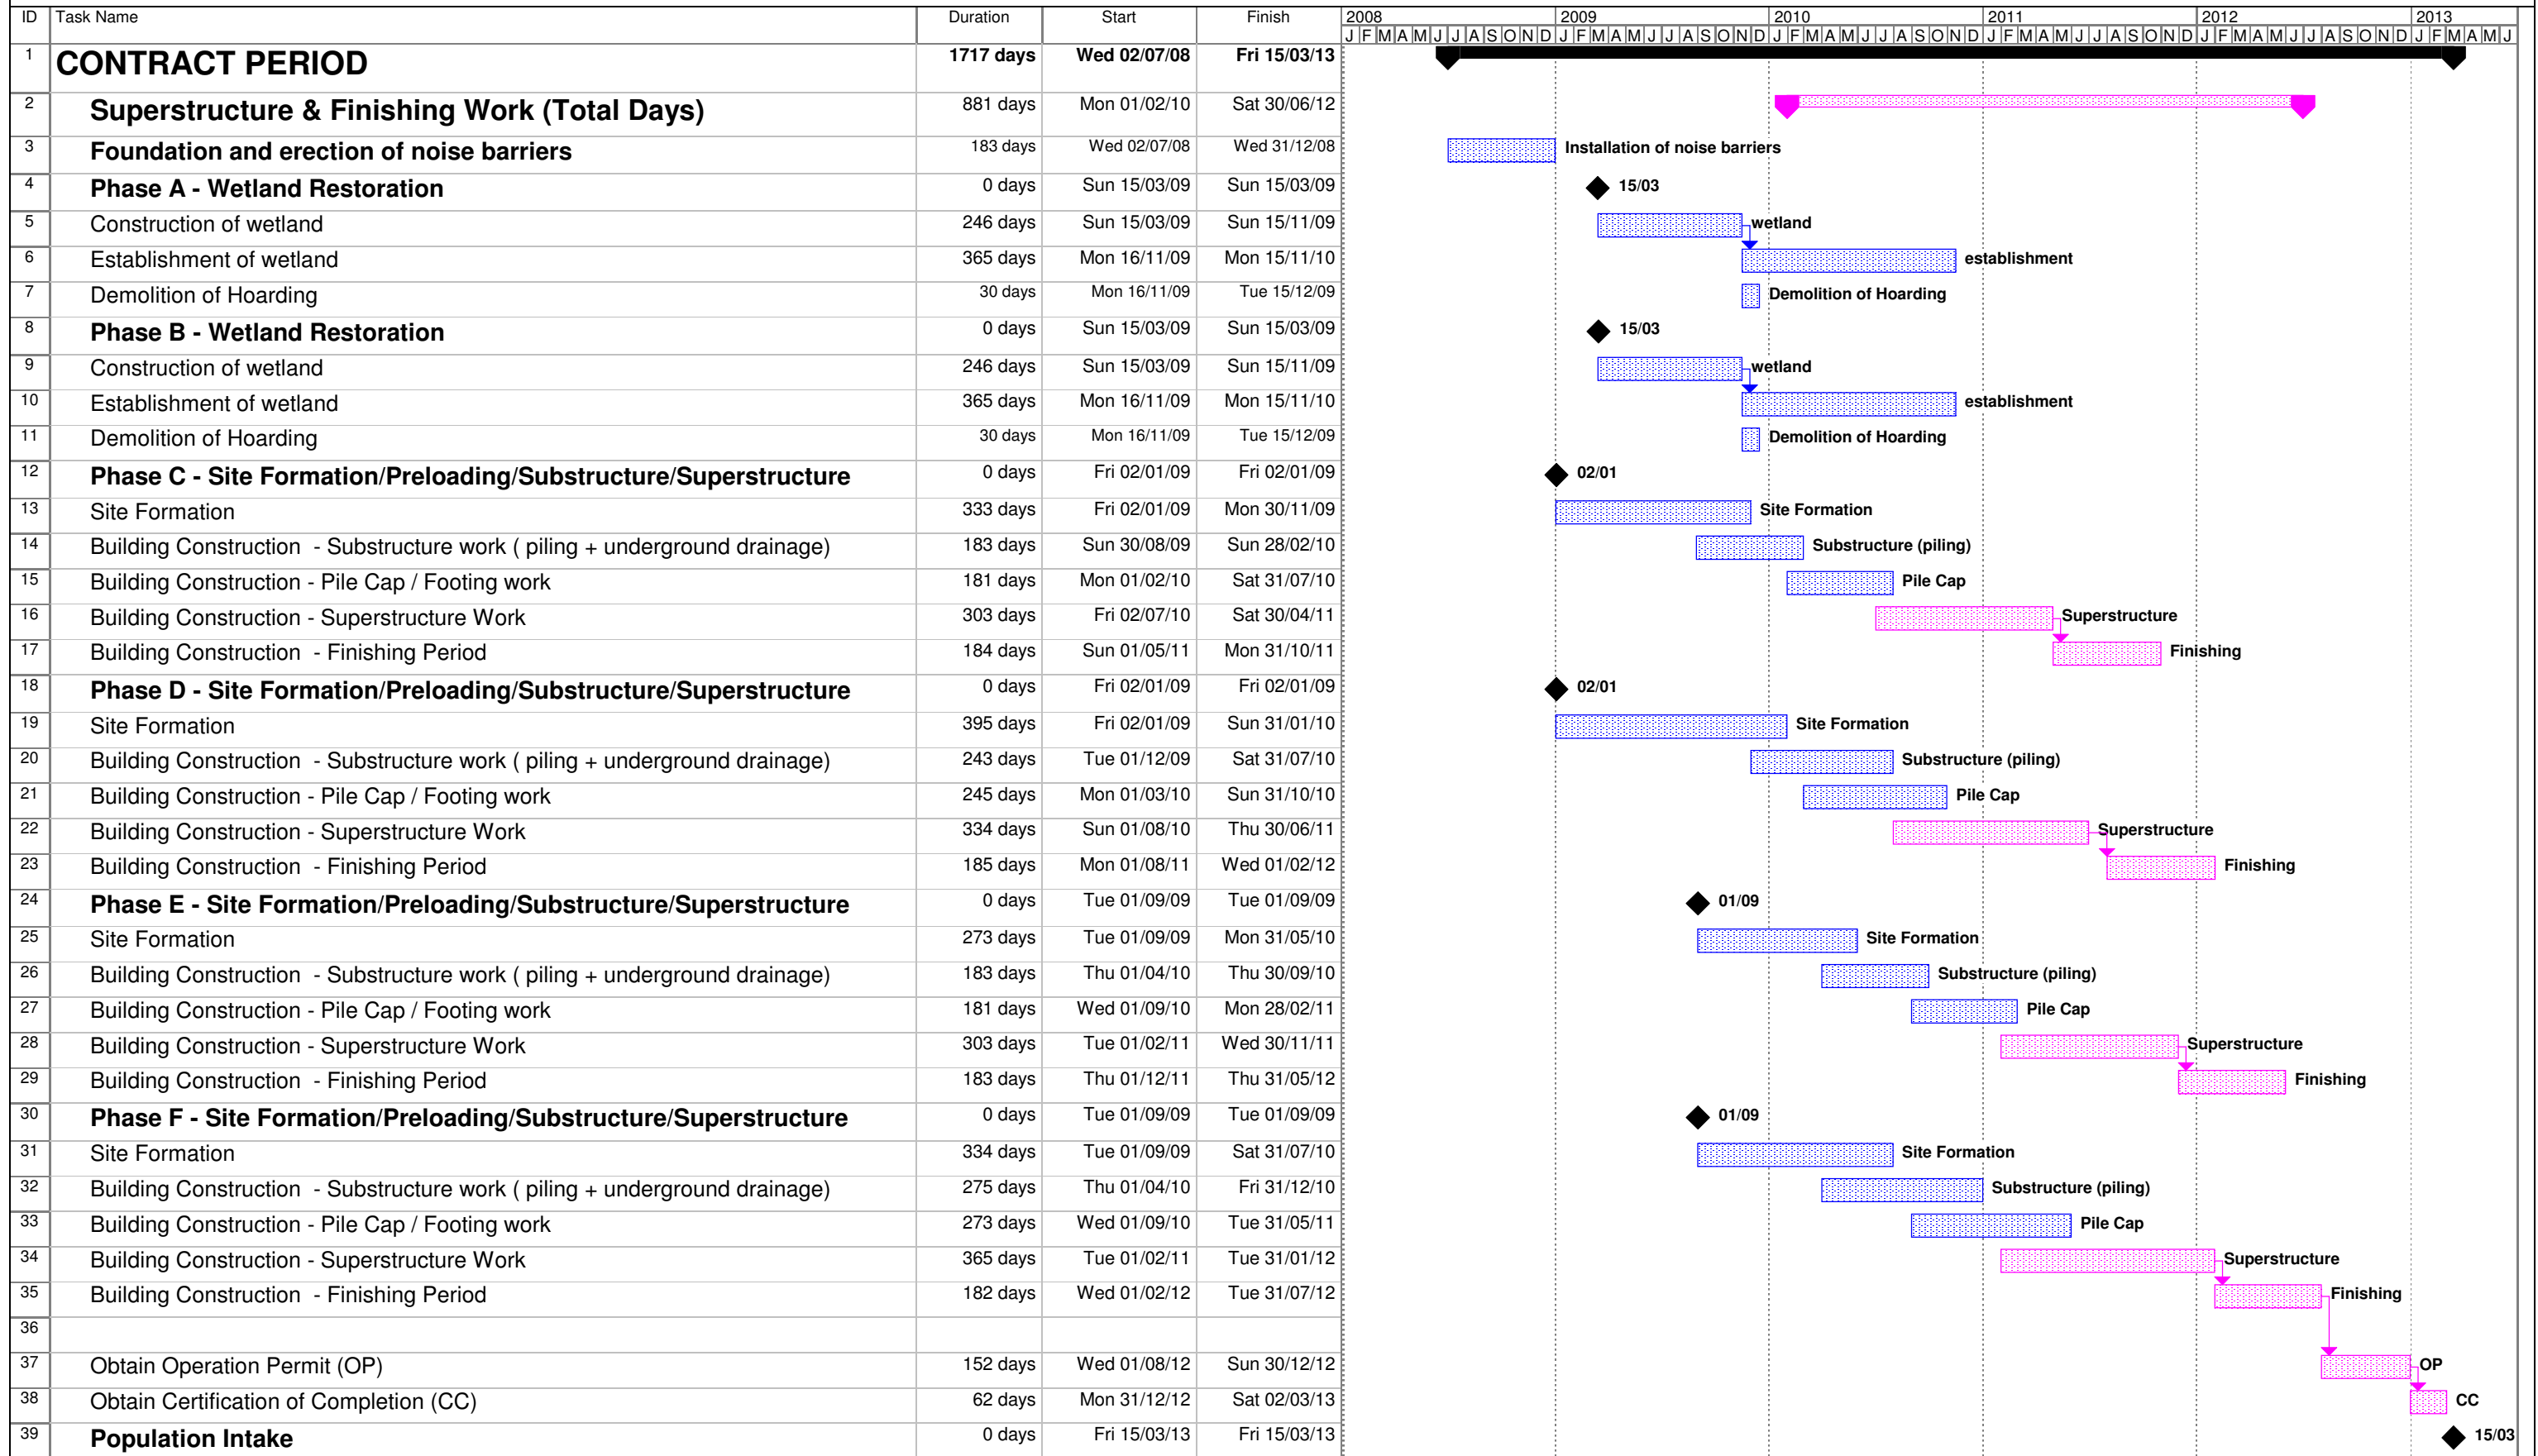 ID Task Name Duration Start Finish 2008 2009 2010 2011 2012 2013
J F M A M J J A S O N D J F M A M J J A S O N D J F M A M J J A S O N D J F M A M J J A S O N D J F M A M J J A S O N D J F M A M J
1 CONTRACT PERIOD 1717 days Wed 02/07/08 Fri 15/03/13
2 Superstructure & Finishing Work (Total Days) 881 days Mon 01/02/10 Sat 30/06/12
3 Foundation and erection of noise barriers 183 days Wed 02/07/08 Wed 31/12/08 Installation of noise barriers
4 Phase A - Wetland Restoration 0 days Sun 15/03/09 Sun 15/03/09 15/03
5 Construction of wetland 246 days Sun 15/03/09 Sun 15/11/09 wetland
6 Establishment of wetland 365 days Mon 16/11/09 Mon 15/11/10 establishment
7 Demolition of Hoarding 30 days Mon 16/11/09 Tue 15/12/09 Demolition of Hoarding
8 Phase B - Wetland Restoration 0 days Sun 15/03/09 Sun 15/03/09 15/03
9 Construction of wetland 246 days Sun 15/03/09 Sun 15/11/09 wetland
10 Establishment of wetland 365 days Mon 16/11/09 Mon 15/11/10 establishment
11 Demolition of Hoarding 30 days Mon 16/11/09 Tue 15/12/09 Demolition of Hoarding
12 Phase C - Site Formation/Preloading/Substructure/Superstructure 0 days Fri 02/01/09 Fri 02/01/09 02/01
13 Site Formation 333 days Fri 02/01/09 Mon 30/11/09 Site Formation
14 Building Construction - Substructure work ( piling + underground drainage) 183 days Sun 30/08/09 Sun 28/02/10 Substructure (piling)
15 Building Construction - Pile Cap / Footing work 181 days Mon 01/02/10 Sat 31/07/10 Pile Cap
16 Building Construction - Superstructure Work 303 days Fri 02/07/10 Sat 30/04/11 Superstructure
17 Building Construction - Finishing Period 184 days Sun 01/05/11 Mon 31/10/11 Finishing
18 Phase D - Site Formation/Preloading/Substructure/Superstructure 0 days Fri 02/01/09 Fri 02/01/09 02/01
19 Site Formation 395 days Fri 02/01/09 Sun 31/01/10 Site Formation
20 Building Construction - Substructure work ( piling + underground drainage) 243 days Tue 01/12/09 Sat 31/07/10 Substructure (piling)
21 Building Construction - Pile Cap / Footing work 245 days Mon 01/03/10 Sun 31/10/10 Pile Cap
22 Building Construction - Superstructure Work 334 days Sun 01/08/10 Thu 30/06/11 Superstructure
23 Building Construction - Finishing Period 185 days Mon 01/08/11 Wed 01/02/12 Finishing
24 Phase E - Site Formation/Preloading/Substructure/Superstructure 0 days Tue 01/09/09 Tue 01/09/09 01/09
25 Site Formation 273 days Tue 01/09/09 Mon 31/05/10 Site Formation
26 Building Construction - Substructure work ( piling + underground drainage) 183 days Thu 01/04/10 Thu 30/09/10 Substructure (piling)
27 Building Construction - Pile Cap / Footing work 181 days Wed 01/09/10 Mon 28/02/11 Pile Cap
28 Building Construction - Superstructure Work 303 days Tue 01/02/11 Wed 30/11/11 Superstructure
29 Building Construction - Finishing Period 183 days Thu 01/12/11 Thu 31/05/12 Finishing
30 Phase F - Site Formation/Preloading/Substructure/Superstructure 0 days Tue 01/09/09 Tue 01/09/09 01/09
31 Site Formation 334 days Tue 01/09/09 Sat 31/07/10 Site Formation
32 Building Construction - Substructure work ( piling + underground drainage) 275 days Thu 01/04/10 Fri 31/12/10 Substructure (piling)
33 Building Construction - Pile Cap / Footing work 273 days Wed 01/09/10 Tue 31/05/11 Pile Cap
34 Building Construction - Superstructure Work 365 days Tue 01/02/11 Tue 31/01/12 Superstructure
35 Building Construction - Finishing Period 182 days Wed 01/02/12 Tue 31/07/12 Finishing
36
37 Obtain Operation Permit (OP) 152 days Wed 01/08/12 Sun 30/12/12 OP
38 Obtain Certification of Completion (CC) 62 days Mon 31/12/12 Sat 02/03/13 CC
39 Population Intake 0 days Fri 15/03/13 Fri 15/03/13 15/03